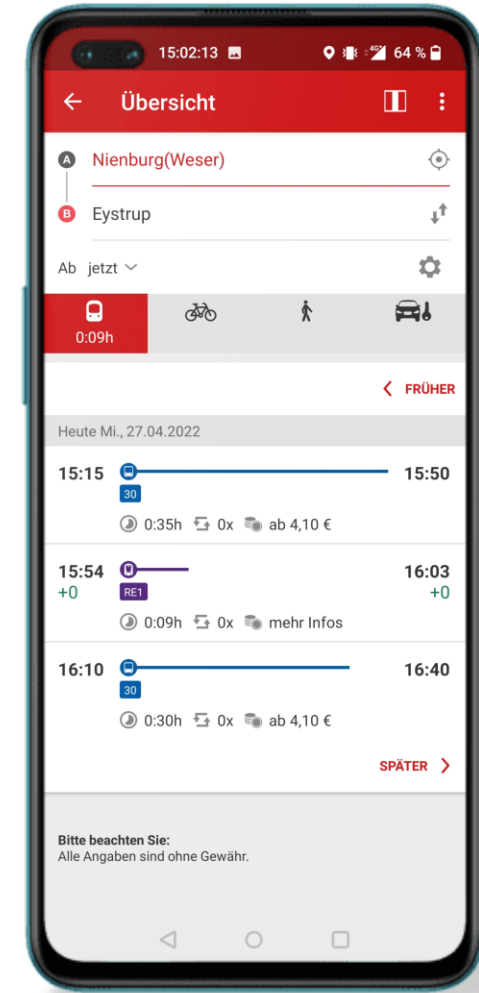 15:02:13 4G+ 64 %
Übersicht
A Nienburg(Weser)
B Eystrup
Ab jetzt
0:09h
FRÜHER
Heute Mi., 27.04.2022
15:15 15:50
30
0:35h 0x ab 4,10 €
15:54 16:03
+0 RE1 +0
0:09h 0x mehr Infos
16:10 16:40
30
0:30h 0x ab 4,10 €
SPÄTER
Bitte beachten Sie:
Alle Angaben sind ohne Gewähr.